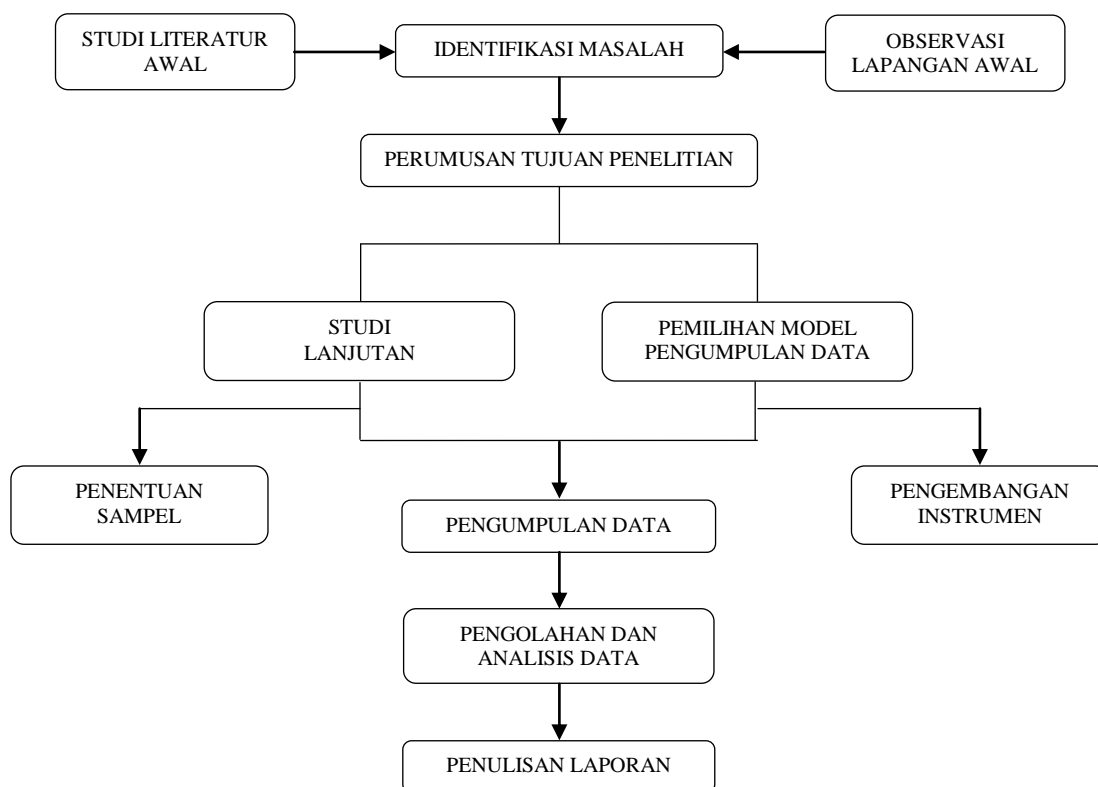 STUDI LITERATUR
AWAL
IDENTIFIKASI MASALAH
OBSERVASI
LAPANGAN AWAL
PERUMUSAN TUJUAN PENELITIAN
STUDI
LANJUTAN
PEMILIHAN MODEL
PENGUMPULAN DATA
PENENTUAN
SAMPEL
PENGUMPULAN DATA
PENGEMBANGAN
INSTRUMEN
PENGOLAHAN DAN
ANALISIS DATA
PENULISAN LAPORAN